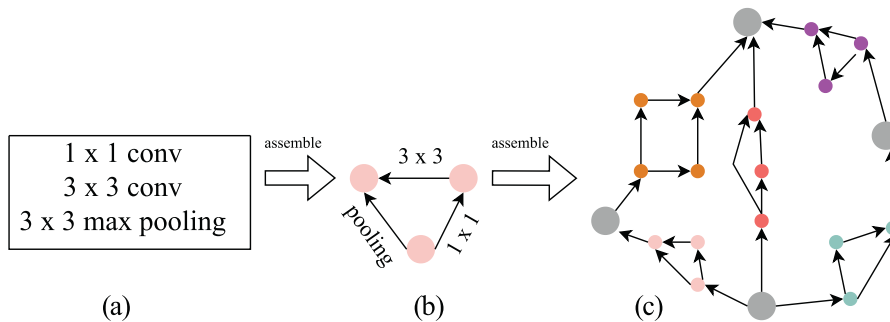 1 x 1 conv
3 x 3 conv
3 x 3 max pooling
assemble
3 x 3
pooling
1 x 1
assemble
(a)
(b)
(c)